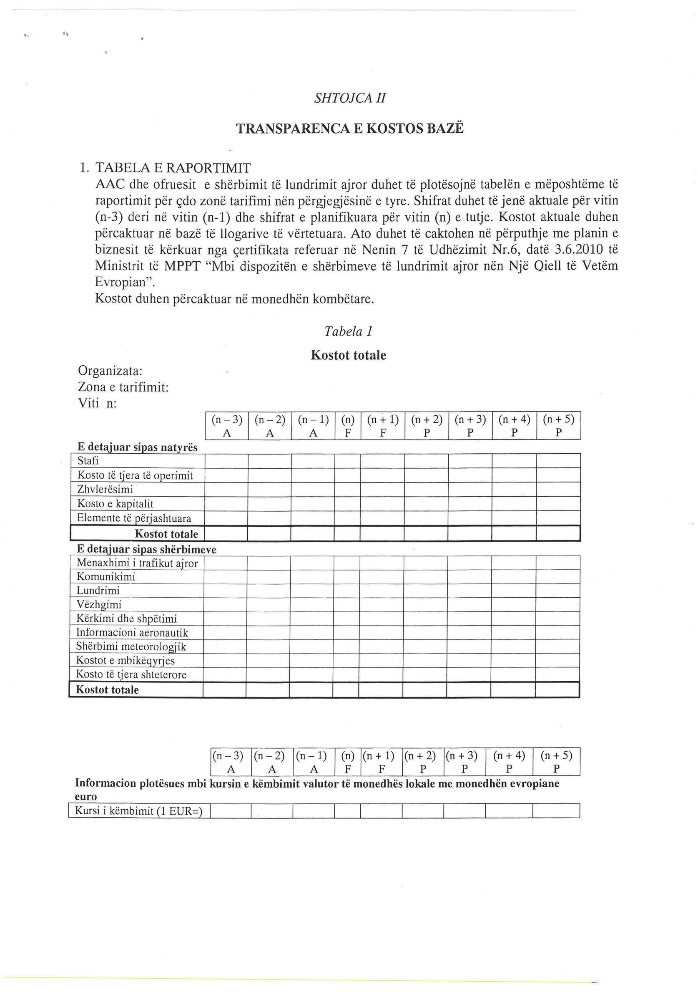 SHTOJCA II
TRANSPARENCA E KOSTOS BAZË
1. TABELA E RAPORTIMIT
AAC dhe ofruesit e shërbimit të lundrimit ajror duhet të plotësojnë tabelën e mëposhtëme të
raportimit për çdo zonë tarifimi nën përgjegjësinë e tyre. Shifrat duhet të jenë aktuale për vitin
(n-3) deri në vitin (n-1) dhe shifrat e planifikuara për vitin (n) e tutje. Kostot aktuale duhen
përcaktuar në bazë të llogarive të vërtetuara. Ato duhet të caktohen në përputhje me planin e
biznesit të kërkuar nga çertifikata referuar në Nenin 7 të Udhëzimit Nr.6, datë 3.6.2010 të
Ministrit të MPPT “Mbi dispozitën e shërbimeve të lundrimit ajror nën Një Qiell të Vetëm
Evropian”.
Kostot duhen përcaktuar në monedhën kombëtare.
Tabela 1
Kostot totale
Organizata:
Zona e tarifimit:
Viti n:
(n – 3) (n – 2) (n – 1) (n) (n + 1) (n + 2) (n + 3) (n + 4) (n + 5)
A A A F F P P P P
E detajuar sipas natyrës
Stafi
Kosto të tjera të operimit
Zhvlerësimi
Kosto e kapitalit
Elemente të përjashtuara
Kostot totale
E detajuar sipas shërbimeve
Menaxhimi i trafikut ajror
Komunikimi
Lundrimi
Vëzhgimi
Kërkimi dhe shpëtimi
Informacioni aeronautik
Shërbimi meteorologjik
Kostot e mbikëqyrjes
Kosto të tjera shteterore
Kostot totale
(n – 3) (n – 2) (n – 1) (n) (n + 1) (n + 2) (n + 3) (n + 4) (n + 5)
A A A F F P P P P
Informacion plotësues mbi kursin e këmbimit valutor të monedhës lokale me monedhën evropiane
euro
Kursi i këmbimit (1 EUR=)